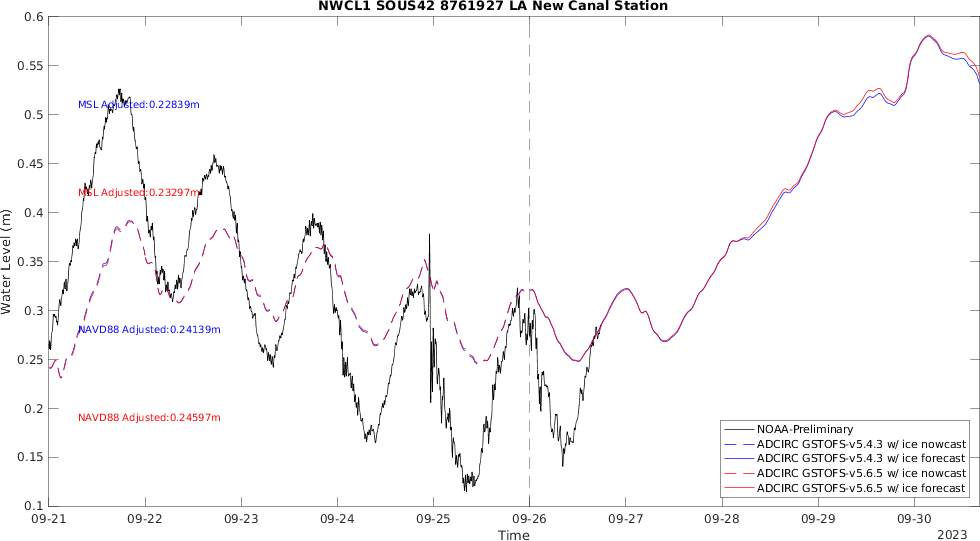 NWCL1 SOUS42 8761927 LA New Canal Station
0.6
0.55
0.5
0.45
0.4
0.35
0.3
0.25
0.2
0.15
0.1
Water Level (m)
MSL Adjusted:0.22839m
MSL Adjusted:0.23297m
NAVD88 Adjusted:0.24139m
NAVD88 Adjusted:0.24597m
NOAA-Preliminary
ADCIRC GSTOFS-v5.4.3 w/ ice nowcast
ADCIRC GSTOFS-v5.4.3 w/ ice forecast
ADCIRC GSTOFS-v5.6.5 w/ ice nowcast
ADCIRC GSTOFS-v5.6.5 w/ ice forecast
09-21 09-22 09-23 09-24 09-25 09-26 09-27 09-28 09-29 09-30
Time
2023